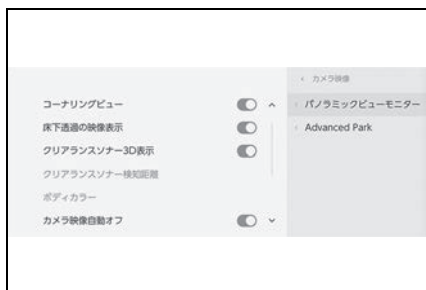 コーナリングビュー
床下透過の映像表示
クリアランスソナー3D表示
クリアランスソナー検知距離
ボディカラー
カメラ映像自動オフ
カメラ映像
パノラミックビューモニター
Advanced Park